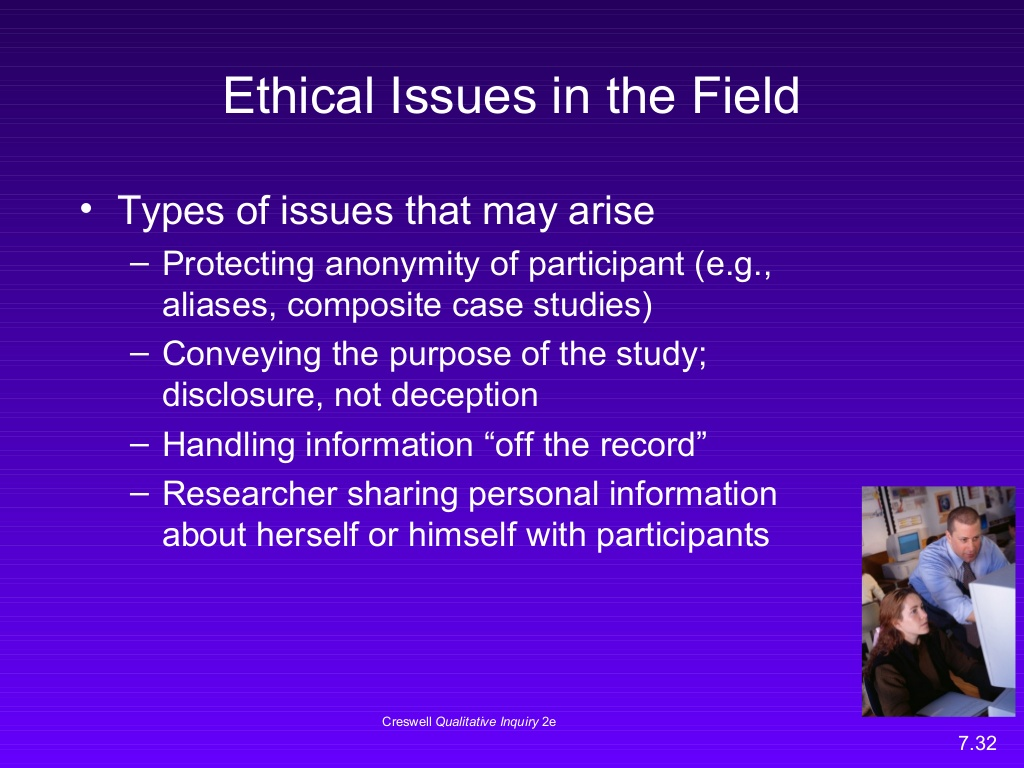 Ethical Issues in the Field
• Types of issues that may arise
– Protecting anonymity of participant (e.g.,
aliases, composite case studies)
– Conveying the purpose of the study;
disclosure, not deception
– Handling information “off the record”
– Researcher sharing personal information
about herself or himself with participants
Creswell Qualitative Inquiry 2e
7.32